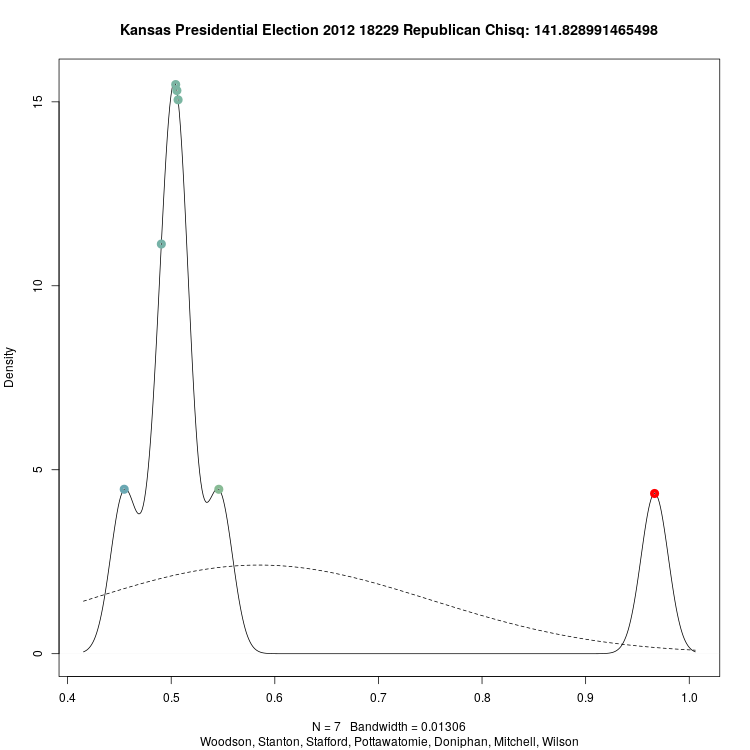 Kansas Presidential Election 2012 18229 Republican Chisq: 141.828991465498
Density
15
10
5
0
0.4 0.5 0.6 0.7 0.8 0.9 1.0
N = 7 Bandwidth = 0.01306
Woodson, Stanton, Stafford, Pottawatomie, Doniphan, Mitchell, Wilson